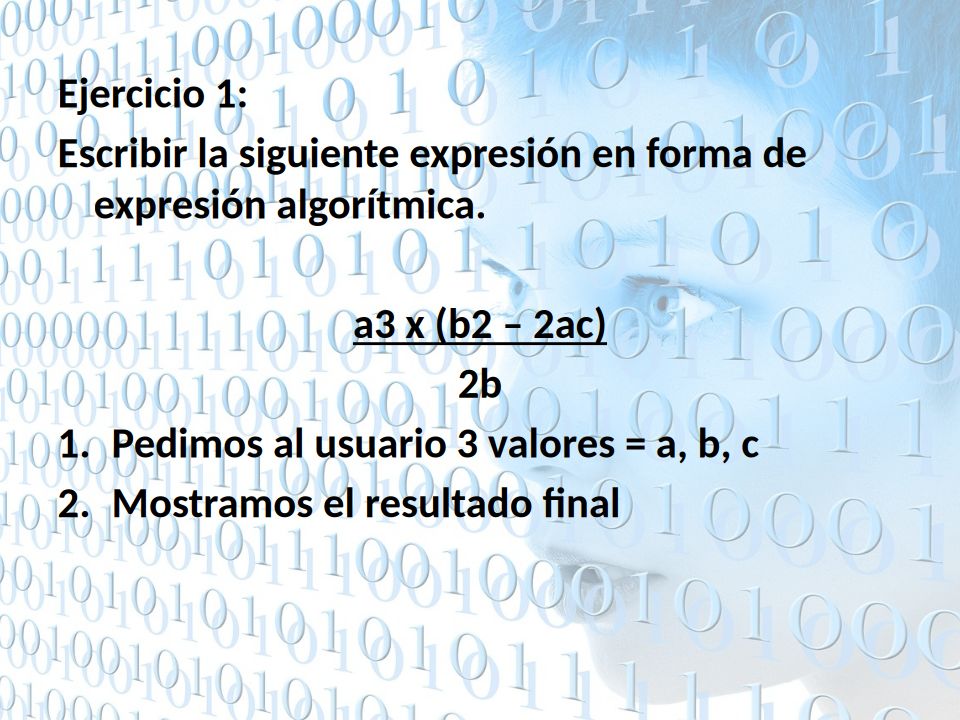 Ejercicio 1:
Escribir la siguiente expresión en forma de
expresión algorítmica.
a3 x (b2 – 2ac)
2b
1. Pedimos al usuario 3 valores = a, b, c
2. Mostramos el resultado final